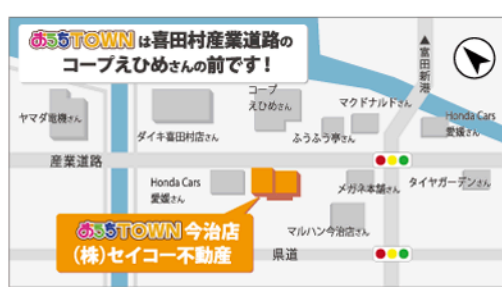 おうちTOWNは喜田村産業道路の
コープえひめさんの前です！
▲富田新港
コープ
えひめさん
マクドナルドさん
ヤマダ電機さん
Honda Cars
愛媛さん
ダイキ喜田村店さん
ふうふう亭さん
産業道路
Honda Cars
愛媛さん
メガネ本舗さん
タイヤガーデンさん
おうちTOWN 今治店
(株)セイコー不動産
マルハン今治店さん
県道